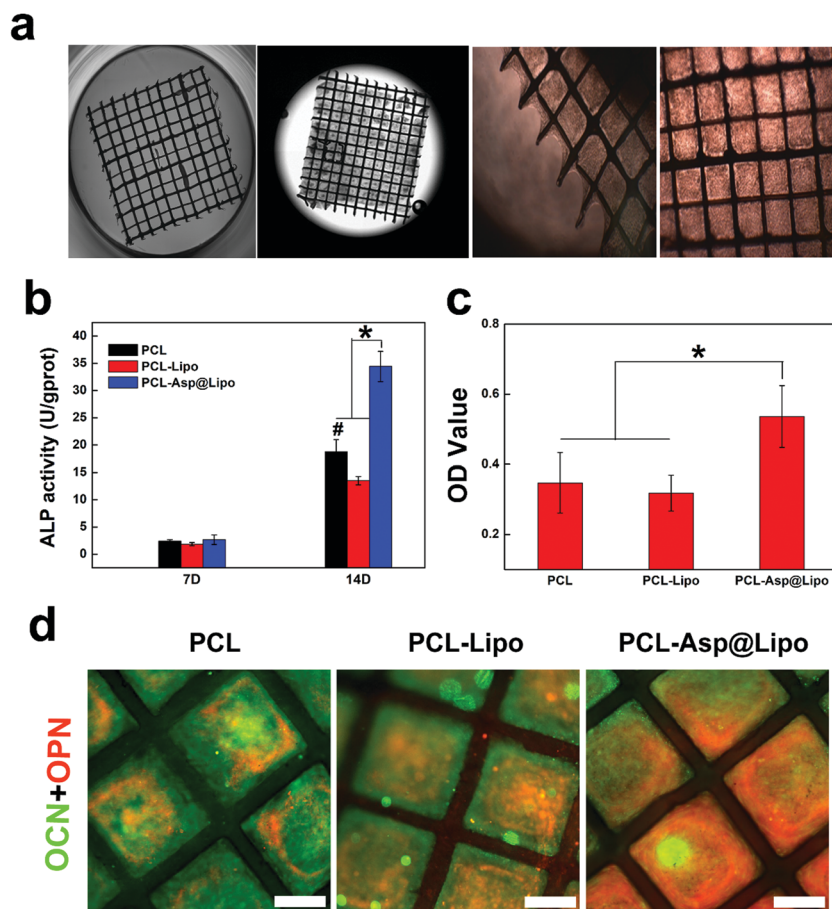 a
b
c
ALP activity (U/gprot)
40
35
30
25
20
15
10
5
0
PCL
PCL-Lipo
PCL-Asp@Lipo
*
#
7D
14D
OD Value
0.8
0.6
0.4
0.2
*
PCL
PCL-Lipo
PCL-Asp@Lipo
d
PCL
PCL-Lipo
PCL-Asp@Lipo
OCN+OPN